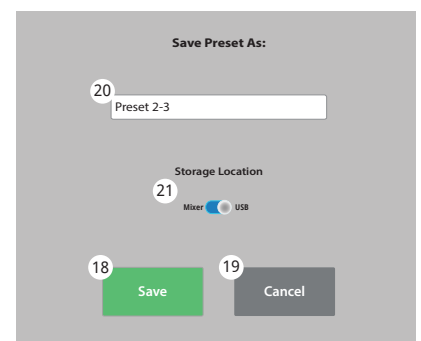 Save Preset As:
20
Preset 2-3
Storage Location
21
Mixer USB
18 19
Save Cancel